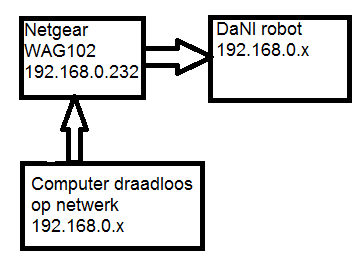 Netgear
WAG102
192.168.0.232
DaNI robot
192.168.0.x
Computer draadloos
op netwerk
192.168.0.x